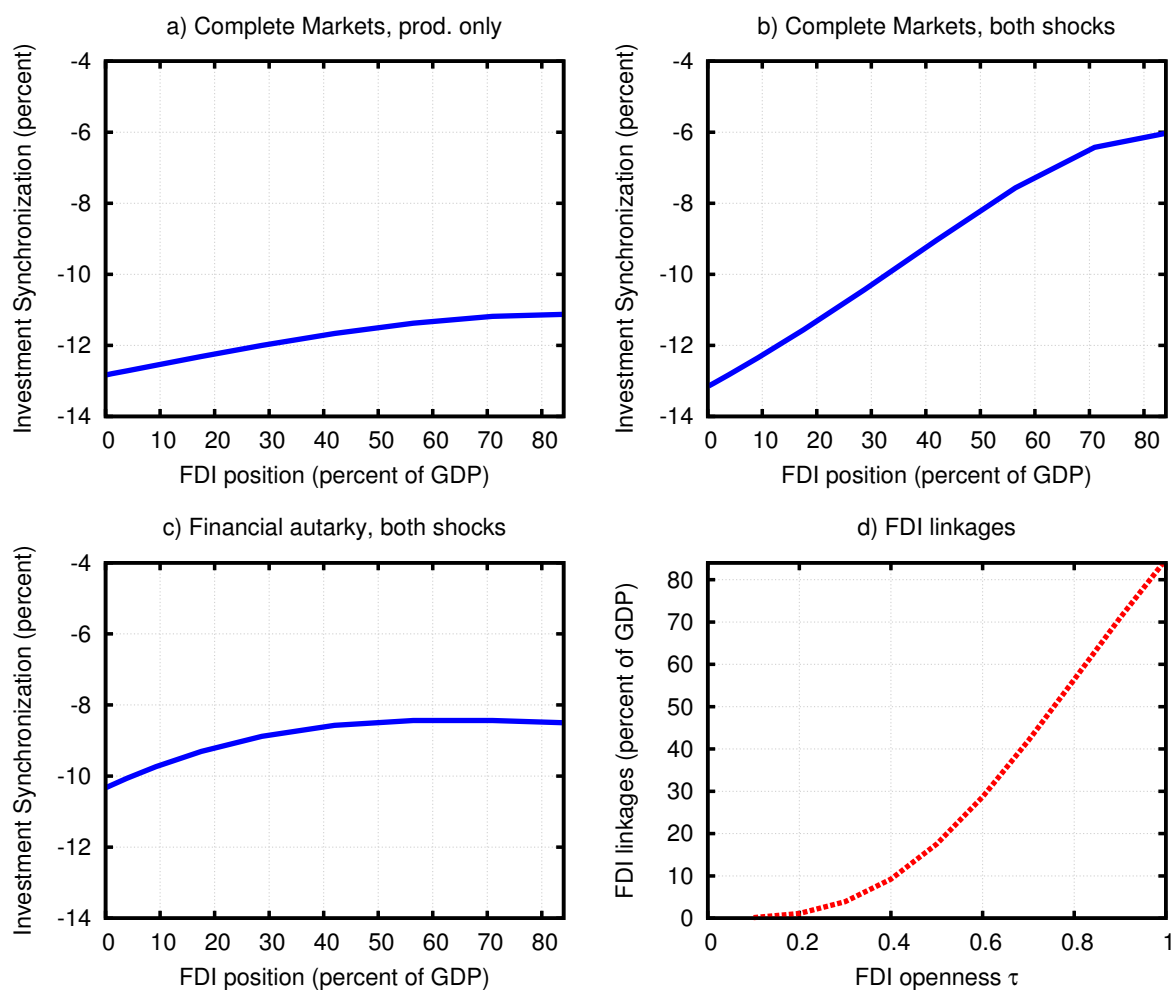 a) Complete Markets, prod. only
Investment Synchronization (percent)
-4
-6
-8
-10
-12
-14
0 10 20 30 40 50 60 70 80
FDI position (percent of GDP)
b) Complete Markets, both shocks
Investment Synchronization (percent)
-4
-6
-8
-10
-12
-14
0 10 20 30 40 50 60 70 80
FDI position (percent of GDP)
c) Financial autarky, both shocks
Investment Synchronization (percent)
-4
-6
-8
-10
-12
-14
0 10 20 30 40 50 60 70 80
FDI position (percent of GDP)
d) FDI linkages
FDI linkages (percent of GDP)
80
70
60
50
40
30
20
10
0
0 0.2 0.4 0.6 0.8 1
FDI openness τ